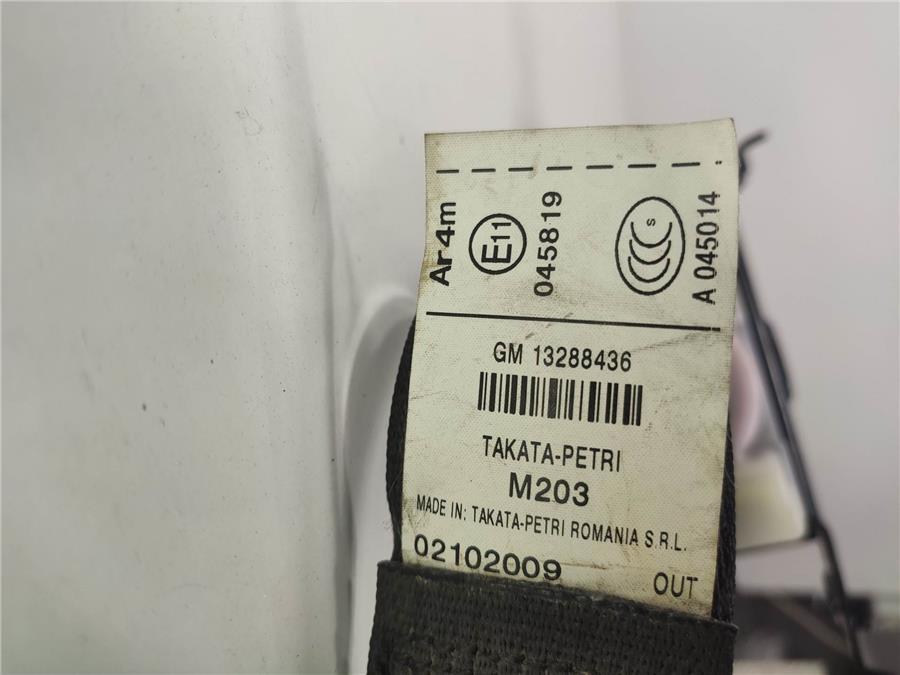 Ar4m
E11
045819
S
A 045014
GM 13288436
TAKATA-PETRI
M203
MADE IN: TAKATA-PETRI ROMANIA S.R.L.
02102009
OUT